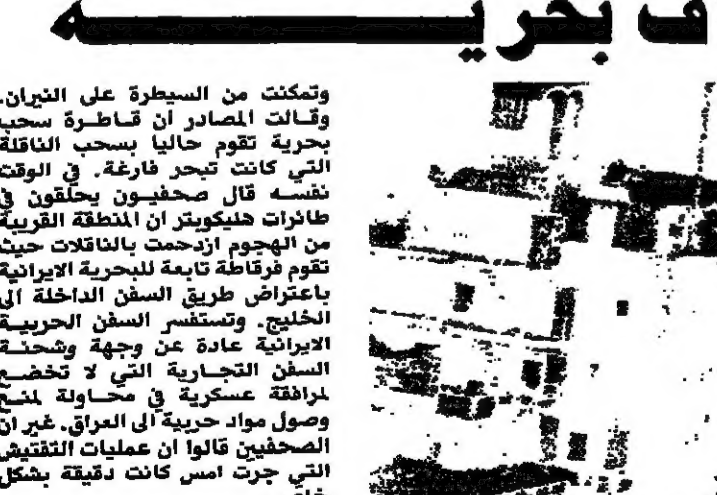 ف بحرية
وتمكنت من السيطرة على النيران.
وقالت المصادر ان قاطرة سحب
بحرية تقوم حاليا بسحب الناقلة
التي كانت تبحر فارغة. في الوقت
نفسه قال صحفيون يحلقون في
طائرات هليكوبتر ان المنطقة القريبة
من الهجوم ازدحمت بالناقلات حيث
تقوم فرقاطة تابعة للبحرية الايرانية
باعتراض طريق السفن الداخلة الى
الخليج. وتستفسر السفن الحربية
الايرانية عادة عن وجهة وشحنة
السفن التجارية التي لا تخضع
لمرافقة عسكرية في محاولة لمنع
وصول مواد حربية الى العراق. غير ان
الصحفيين قالوا ان عمليات التفتيش
التي جرت امس كانت دقيقة بشكل